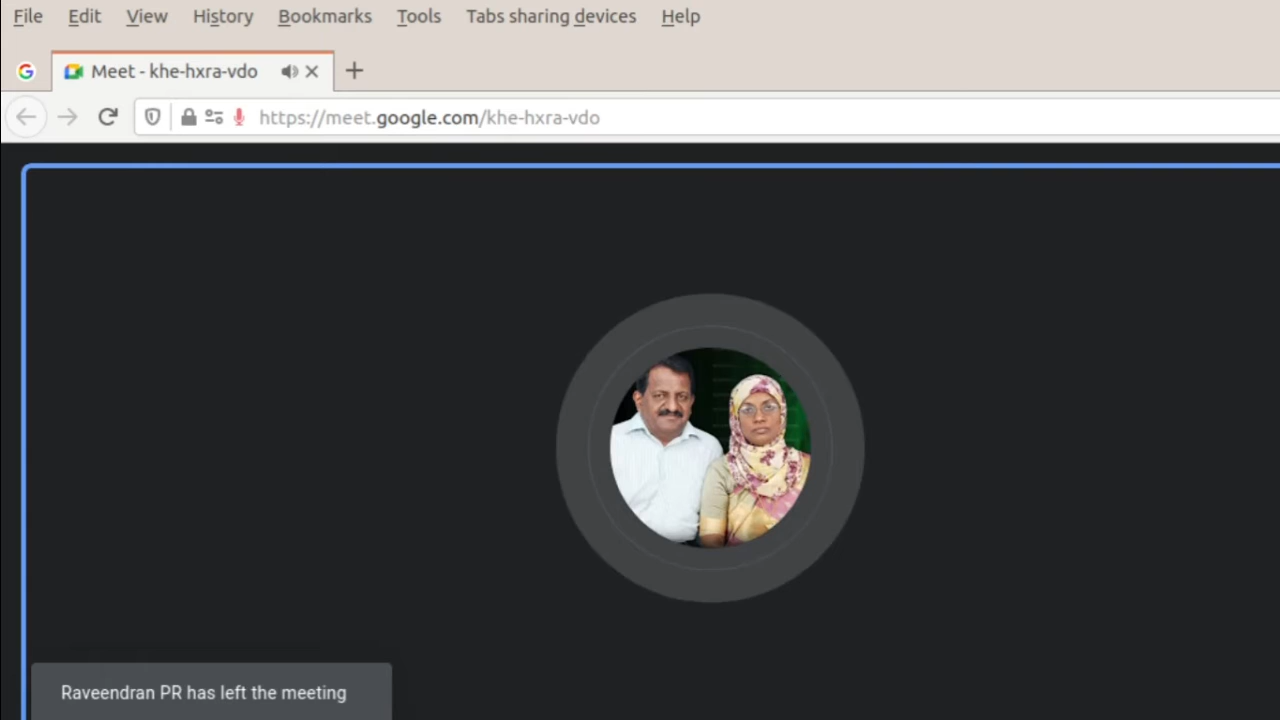 File Edit View History Bookmarks Tools Tabs sharing devices Help
Meet - khe-hxra-vdo
https://meet.google.com/khe-hxra-vdo
Raveendran PR has left the meeting